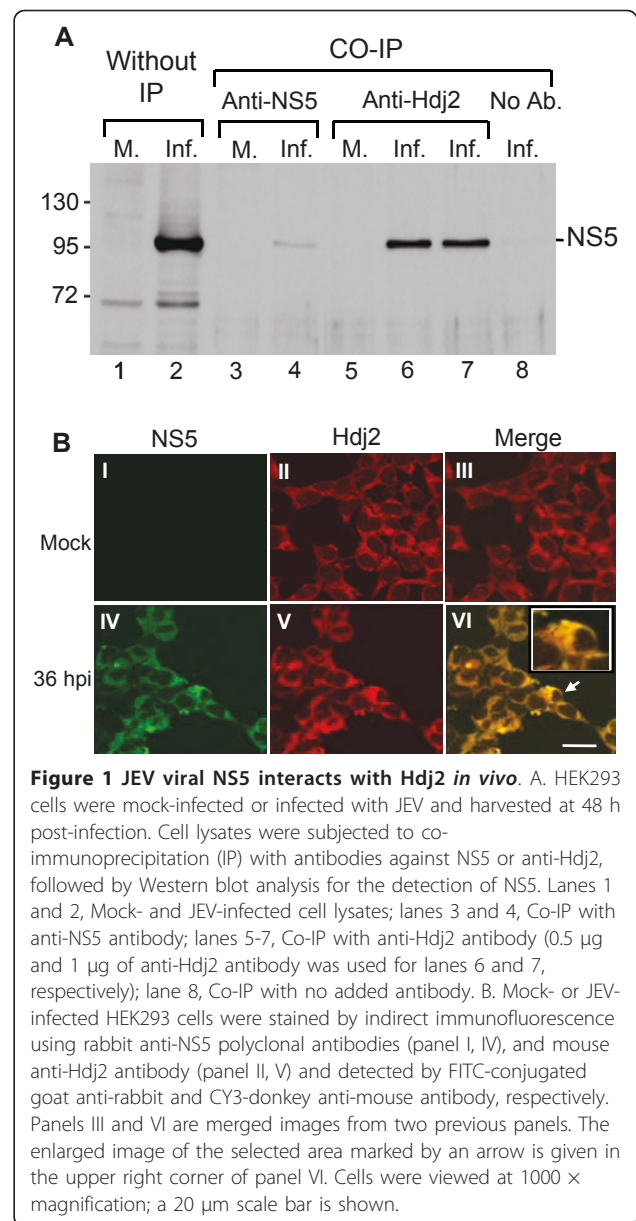 A
Without
IP
CO-IP
Anti-NS5 Anti-Hdj2 No Ab.
M. Inf. M. Inf. M. Inf. Inf. Inf.
130
95
72
NS5
1 2 3 4 5 6 7 8
B
NS5 Hdj2 Merge
I II III
Mock
IV V VI
36 hpi
Figure 1 JEV viral NS5 interacts with Hdj2 in vivo. A. HEK293
cells were mock-infected or infected with JEV and harvested at 48 h
post-infection. Cell lysates were subjected to co-
immunoprecipitation (IP) with antibodies against NS5 or anti-Hdj2,
followed by Western blot analysis for the detection of NS5. Lanes 1
and 2, Mock- and JEV-infected cell lysates; lanes 3 and 4, Co-IP with
anti-NS5 antibody; lanes 5-7, Co-IP with anti-Hdj2 antibody (0.5 μg
and 1 μg of anti-Hdj2 antibody was used for lanes 6 and 7,
respectively); lane 8, Co-IP with no added antibody. B. Mock- or JEV-
infected HEK293 cells were stained by indirect immunofluorescence
using rabbit anti-NS5 polyclonal antibodies (panel I, IV), and mouse
anti-Hdj2 antibody (panel II, V) and detected by FITC-conjugated
goat anti-rabbit and CY3-donkey anti-mouse antibody, respectively.
Panels III and VI are merged images from two previous panels. The
enlarged image of the selected area marked by an arrow is given in
the upper right corner of panel VI. Cells were viewed at 1000 ×
magnification; a 20 μm scale bar is shown.